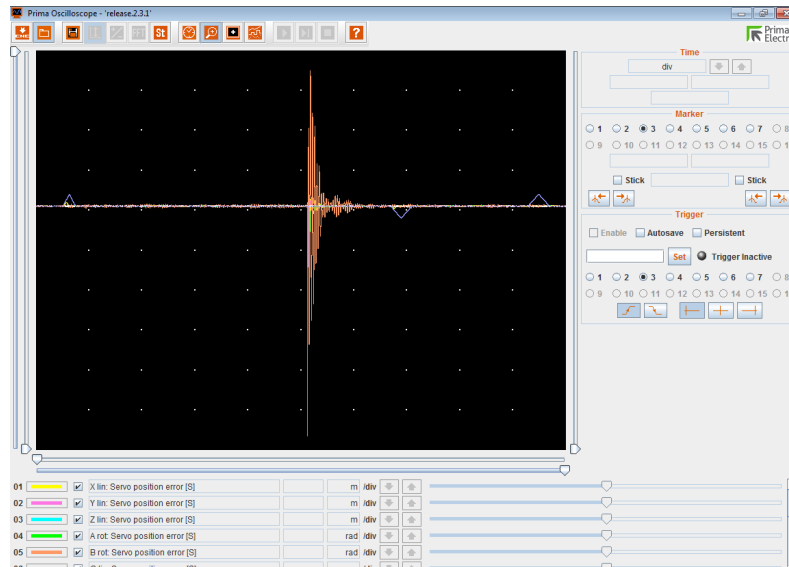 Prima Oscilloscope - 'release.2.3.1'
CNC St ?
Prima
Electr
Time
div
Marker
1 2 3 4 5 6 7 8
9 10 11 12 13 14 15 1
Stick Stick
Trigger
Enable Autosave Persistent
Set Trigger Inactive
1 2 3 4 5 6 7 8
9 10 11 12 13 14 15 1
01 X lin: Servo position error [S] m /div
02 Y lin: Servo position error [S] m /div
03 Z lin: Servo position error [S] m /div
04 A rot: Servo position error [S] rad /div
05 B rot: Servo position error [S] rad /div